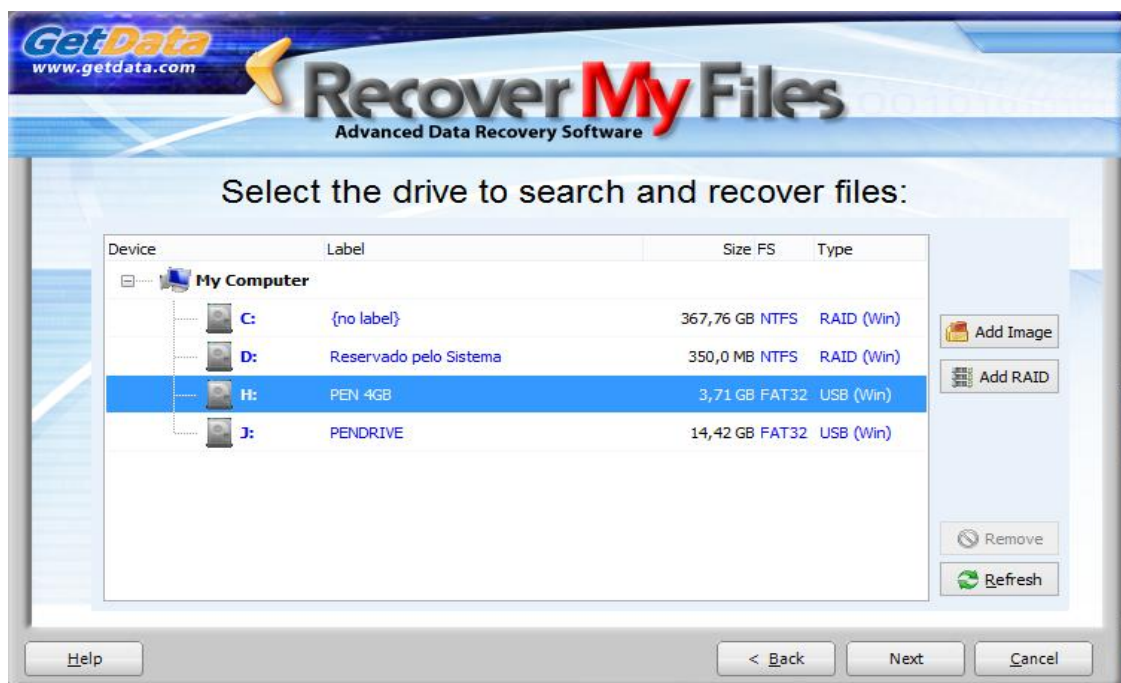 GetData
www.getdata.com
Recover My Files
Advanced Data Recovery Software
Select the drive to search and recover files:
Device Label Size FS Type
My Computer
C: {no label} 367,76 GB NTFS RAID (Win)
D: Reservado pelo Sistema 350,0 MB NTFS RAID (Win)
H: PEN 4GB 3,71 GB FAT32 USB (Win)
J: PENDRIVE 14,42 GB FAT32 USB (Win)
Add Image
Add RAID
Remove
Refresh
Help < Back Next Cancel